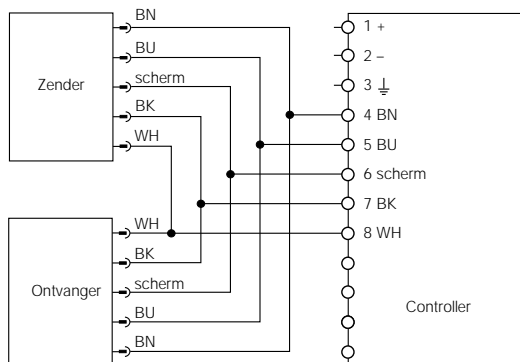 Zender
BN
BU
scherm
BK
WH
Ontvanger
WH
BK
scherm
BU
BN
1 +
2 –
3 ⏚
4 BN
5 BU
6 scherm
7 BK
8 WH
Controller